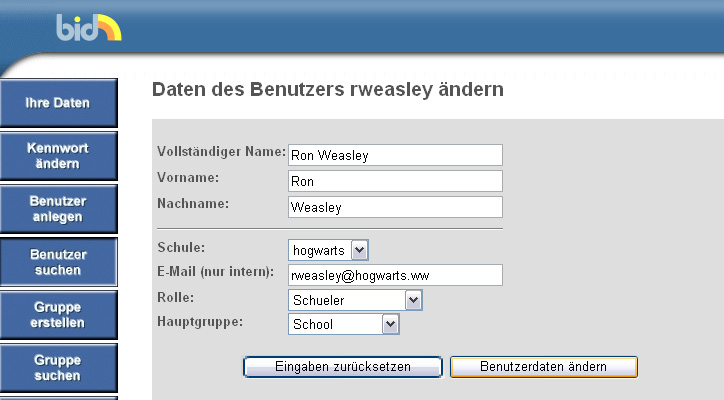 bid
Daten des Benutzers rweasley ändern
Ihre Daten
Kennwort
ändern
Benutzer
anlegen
Benutzer
suchen
Gruppe
erstellen
Gruppe
suchen
Vollständiger Name: Ron Weasley
Vorname: Ron
Nachname: Weasley
Schule: hogwarts
E-Mail (nur intern): rweasley@hogwarts.ww
Rolle: Schueler
Hauptgruppe: School
Eingaben zurücksetzen Benutzerdaten ändern